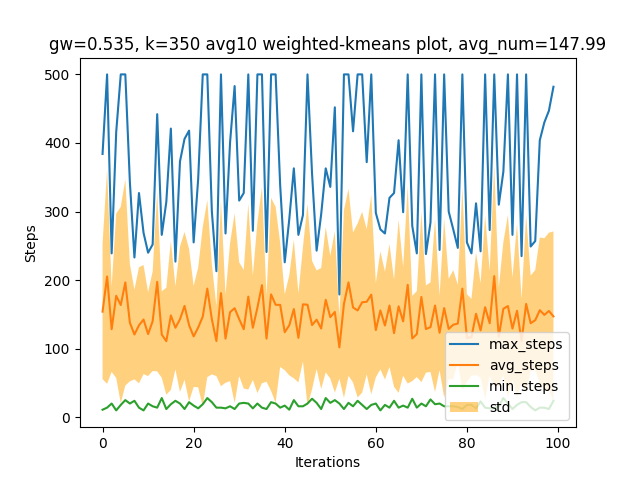 gw=0.535, k=350 avg10 weighted-kmeans plot, avg_num=147.99
500
400
300
200
100
0
Steps
0 20 40 60 80 100
Iterations
max_steps
avg_steps
min_steps
std